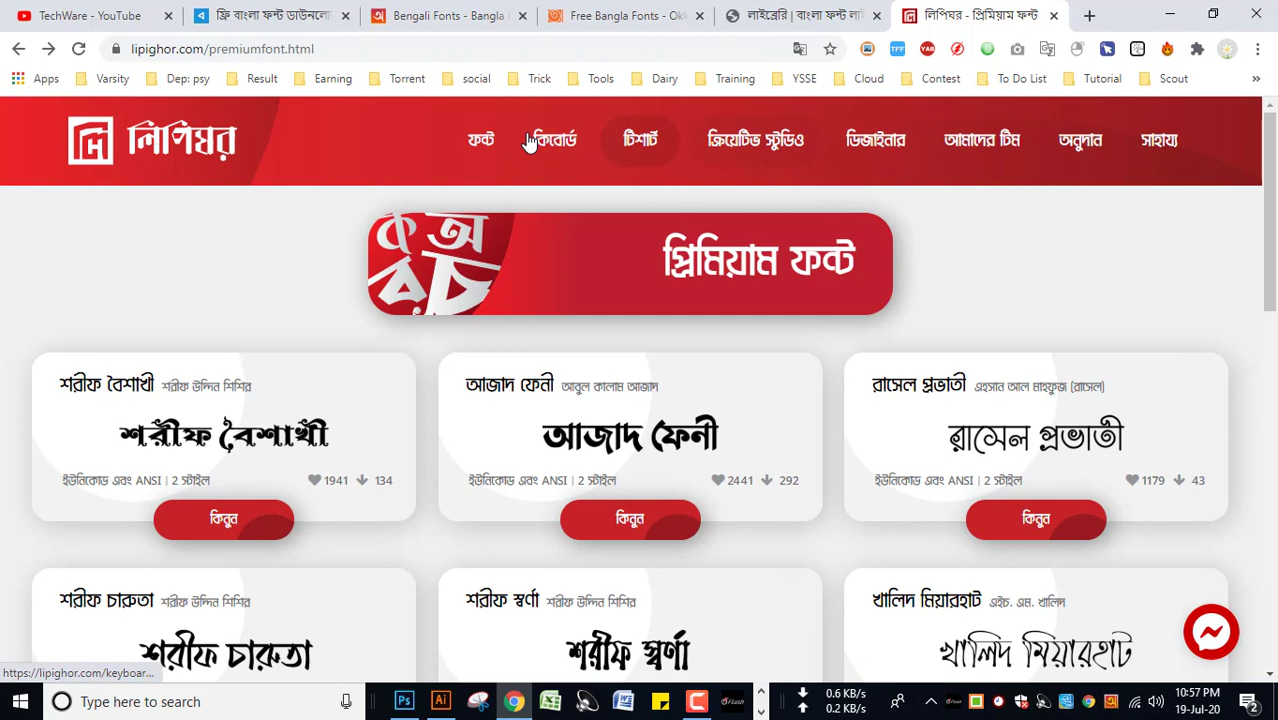 TechWare - YouTube
ফ্রি বাংলা ফন্ট ডাউনলো
Bengali Fonts - Bangla
Free Bangla Fonts - Okk
লাইব্রেরি | বাংলা ফন্ট লাই
লিপিঘর - প্রিমিয়াম ফন্ট
lipighor.com/premiumfont.html
Apps Varsity Dep: psy Result Earning Torrent social Trick Tools Dairy Training YSSE Cloud Contest To Do List Tutorial Scout
লিপিঘর
ফন্ট কিবোর্ড টিশার্ট ক্রিয়েটিভ স্টুডিও ডিজাইনার আমাদের টিম অনুদান সাহায্য
ক অ
র চ
প্রিমিয়াম ফন্ট
শরীফ বৈশাখী শরীফ উদ্দিন শিশির
শরীফ বৈশাখী
ইউনিকোড এবং ANSI | 2 স্টাইল 1941 134
কিনুন
আজাদ ফেনী আবুল কালাম আজাদ
আজাদ ফেনী
ইউনিকোড এবং ANSI | 2 স্টাইল 2441 292
কিনুন
রাসেল প্রভাতী এহসান আল মাহফুজ (রাসেল)
রাসেল প্রভাতী
ইউনিকোড এবং ANSI | 2 স্টাইল 1179 43
কিনুন
শরীফ চারুতা শরীফ উদ্দিন শিশির
শরীফ চারুতা
শরীফ স্বর্ণা শরীফ উদ্দিন শিশির
শরীফ স্বর্ণা
খালিদ মিয়ারহাট এইচ. এম. খালিদ
খালিদ মিয়ারহাট
https://lipighor.com/keyboar...
Type here to search
0.6 KB/s
0.2 KB/s
10:57 PM
19-Jul-20